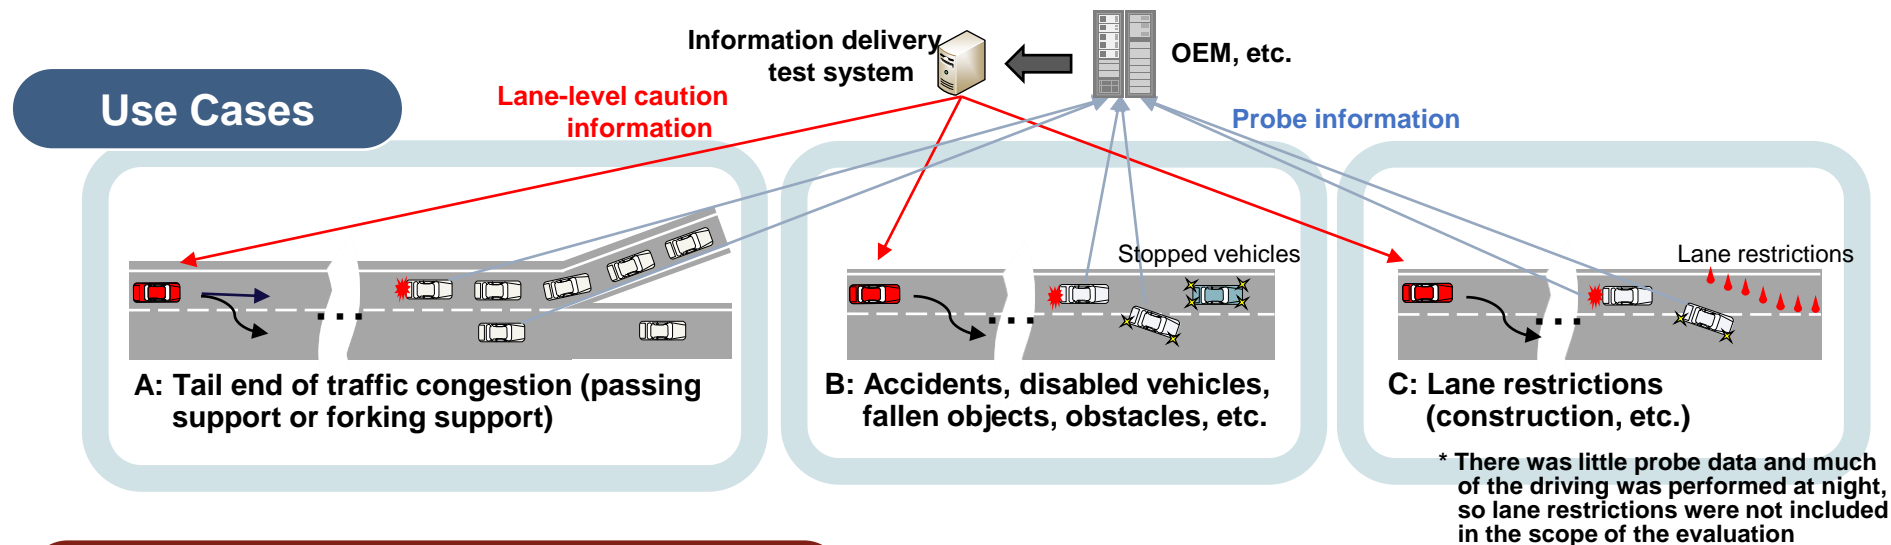 Information delivery
test system
OEM, etc.
Use Cases
Lane-level caution
information
Probe information
Stopped vehicles
Lane restrictions
A: Tail end of traffic congestion (passing
support or forking support)
B: Accidents, disabled vehicles,
fallen objects, obstacles, etc.
C: Lane restrictions
(construction, etc.)
* There was little probe data and much
of the driving was performed at night,
so lane restrictions were not included
in the scope of the evaluation